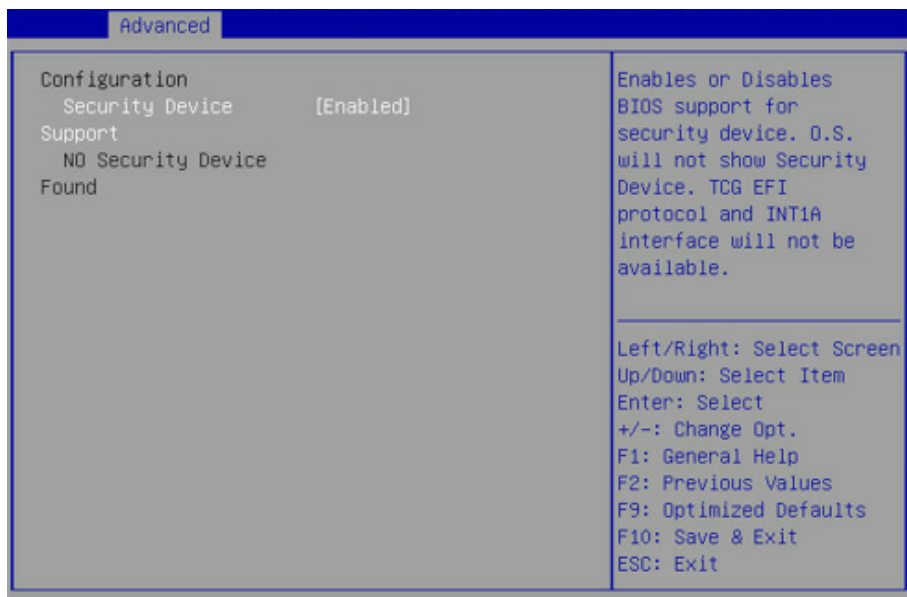 Advanced
Configuration
Security Device [Enabled]
Support
NO Security Device
Found
Enables or Disables
BIOS support for
security device. O.S.
will not show Security
Device. TCG EFI
protocol and INT1A
interface will not be
available.
Left/Right: Select Screen
Up/Down: Select Item
Enter: Select
+/-: Change Opt.
F1: General Help
F2: Previous Values
F9: Optimized Defaults
F10: Save & Exit
ESC: Exit